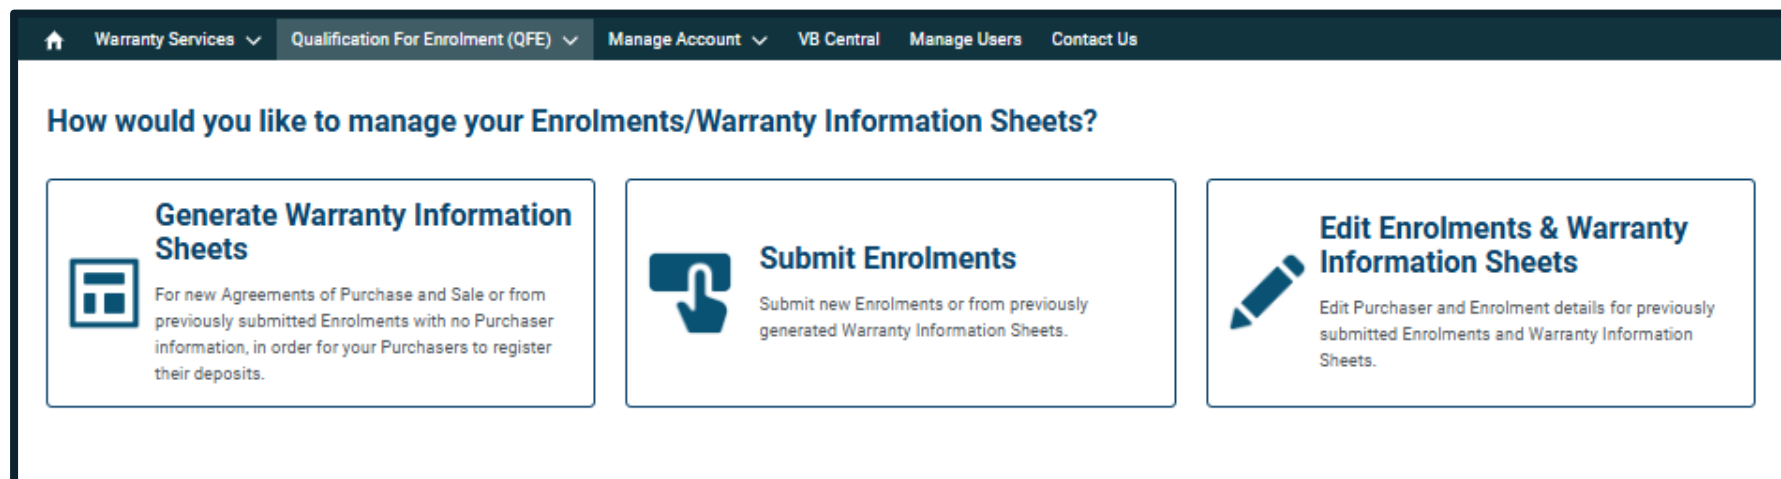 Warranty Services Qualification For Enrolment (QFE) Manage Account VB Central Manage Users Contact Us
How would you like to manage your Enrolments/Warranty Information Sheets?
Generate Warranty Information
Sheets
For new Agreements of Purchase and Sale or from
previously submitted Enrolments with no Purchaser
information, in order for your Purchasers to register
their deposits.
Submit Enrolments
Submit new Enrolments or from previously
generated Warranty Information Sheets.
Edit Enrolments & Warranty
Information Sheets
Edit Purchaser and Enrolment details for previously
submitted Enrolments and Warranty Information
Sheets.